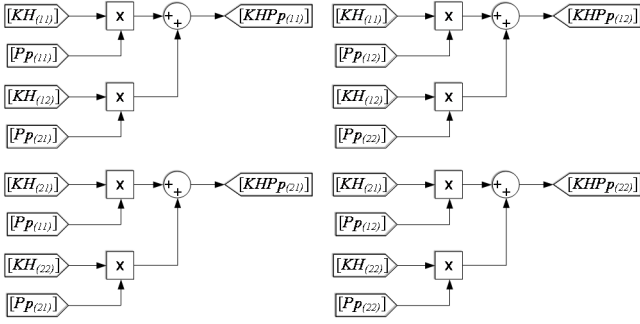 [KH(11)] x + + [KHPp(11)]
[Pp(11)]
[KH(12)] x
[Pp(21)]
[KH(11)] x + + [KHPp(12)]
[Pp(12)]
[KH(12)] x
[Pp(22)]
[KH(21)] x + + [KHPp(21)]
[Pp(11)]
[KH(22)] x
[Pp(21)]
[KH(21)] x + + [KHPp(22)]
[Pp(12)]
[KH(22)] x
[Pp(22)]